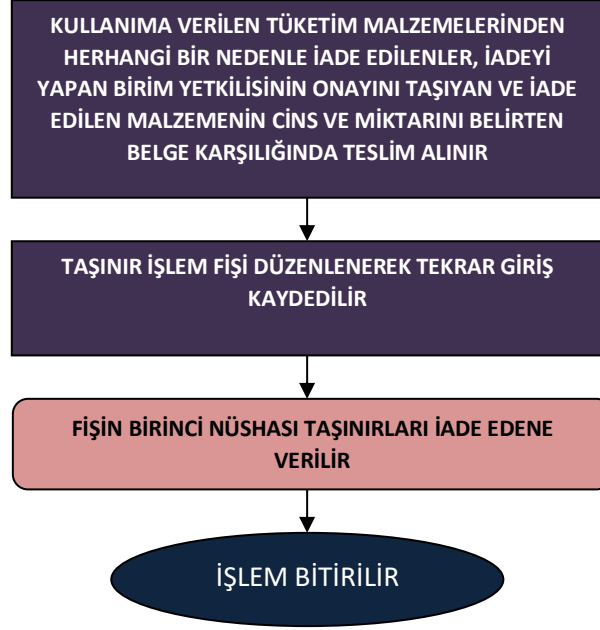 KULLANIMA VERİLEN TÜKETİM MALZEMELERİNDEN
HERHANGİ BİR NEDENLE İADE EDİLENLER, İADEYİ
YAPAN BİRİM YETKİLİSİNİN ONAYINI TAŞIYAN VE İADE
EDİLEN MALZEMENİN CİNS VE MİKTARINI BELİRTEN
BELGE KARŞILIĞINDA TESLİM ALINIR
TAŞINIR İŞLEM FİŞİ DÜZENLENEREK TEKRAR GİRİŞ
KAYDEDİLİR
FİŞİN BİRİNCİ NÜSHASI TAŞINIRLARI İADE EDENE
VERİLİR
İŞLEM BİTİRİLİR